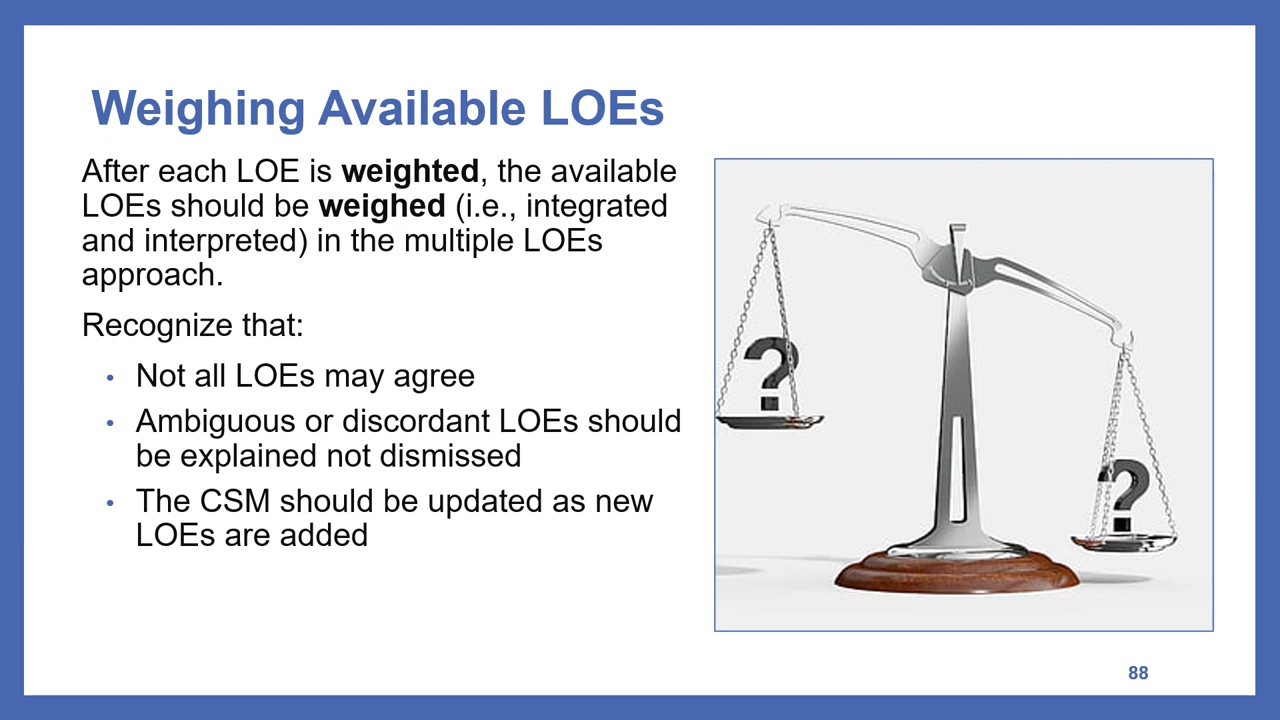 Weighing Available LOEs
After each LOE is weighted, the available
LOEs should be weighed (i.e., integrated
and interpreted) in the multiple LOEs
approach.
Recognize that:
• Not all LOEs may agree
• Ambiguous or discordant LOEs should
be explained not dismissed
• The CSM should be updated as new
LOEs are added
?
?
88